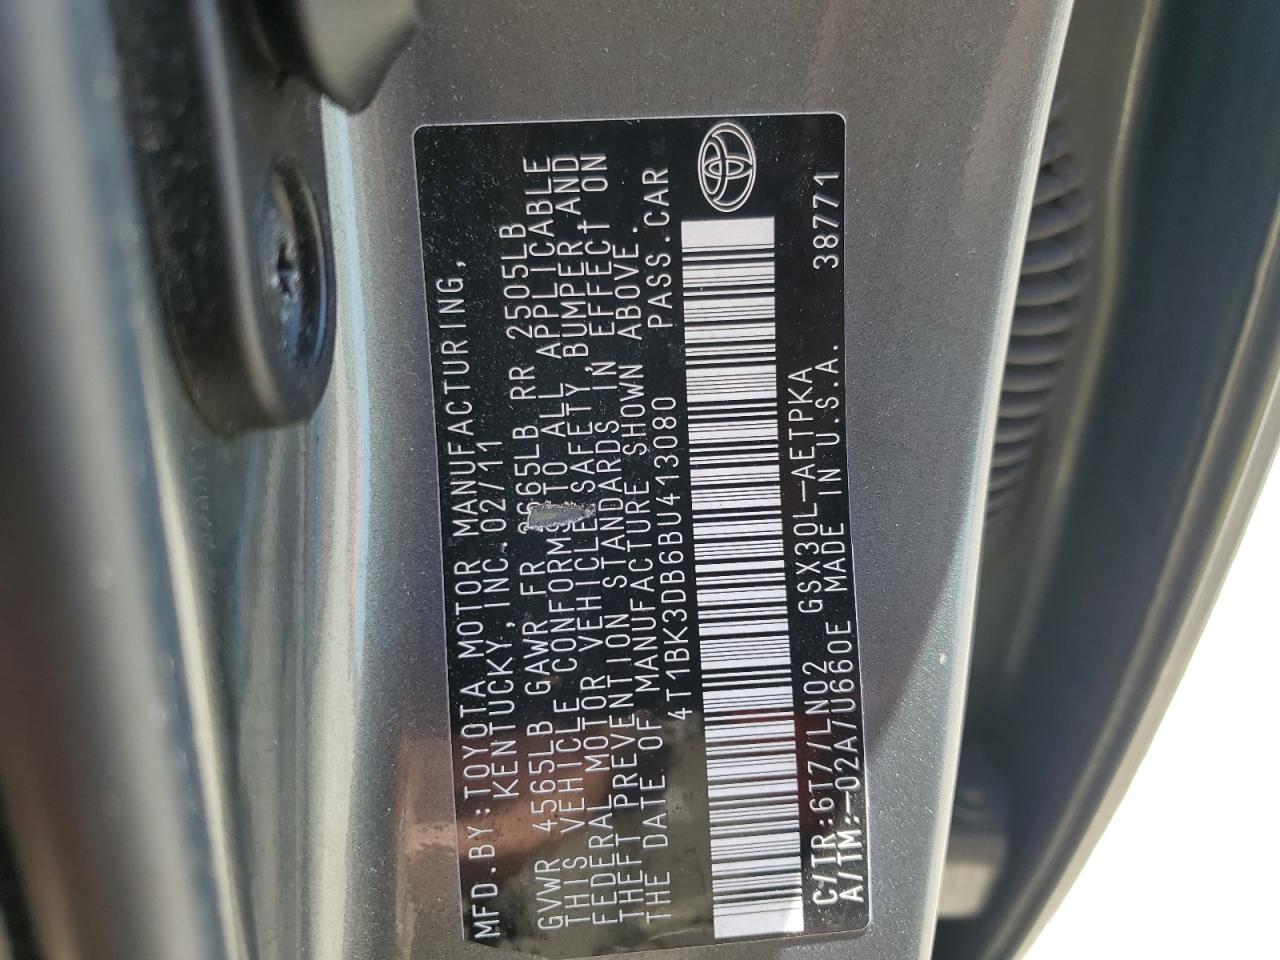 MFD.BY:TOYOTA MOTOR MANUFACTURING,
KENTUCKY,INC. 02/11
GVWR 4565LB GAWR FR 2665LB RR 2505LB
THIS VEHICLE CONFORMS TO ALL APPLICABLE
FEDERAL MOTOR VEHICLE SAFETY,BUMPER,AND
THEFT PREVENTION STANDARDS IN EFFECT ON
THE DATE OF MANUFACTURE SHOWN ABOVE.
4T1BK3DB6BU413080 PASS.CAR
C/TR:6T7/LN02 GSX30L-AETPKA 38771
A/TM:-02A/U660E MADE IN U.S.A.